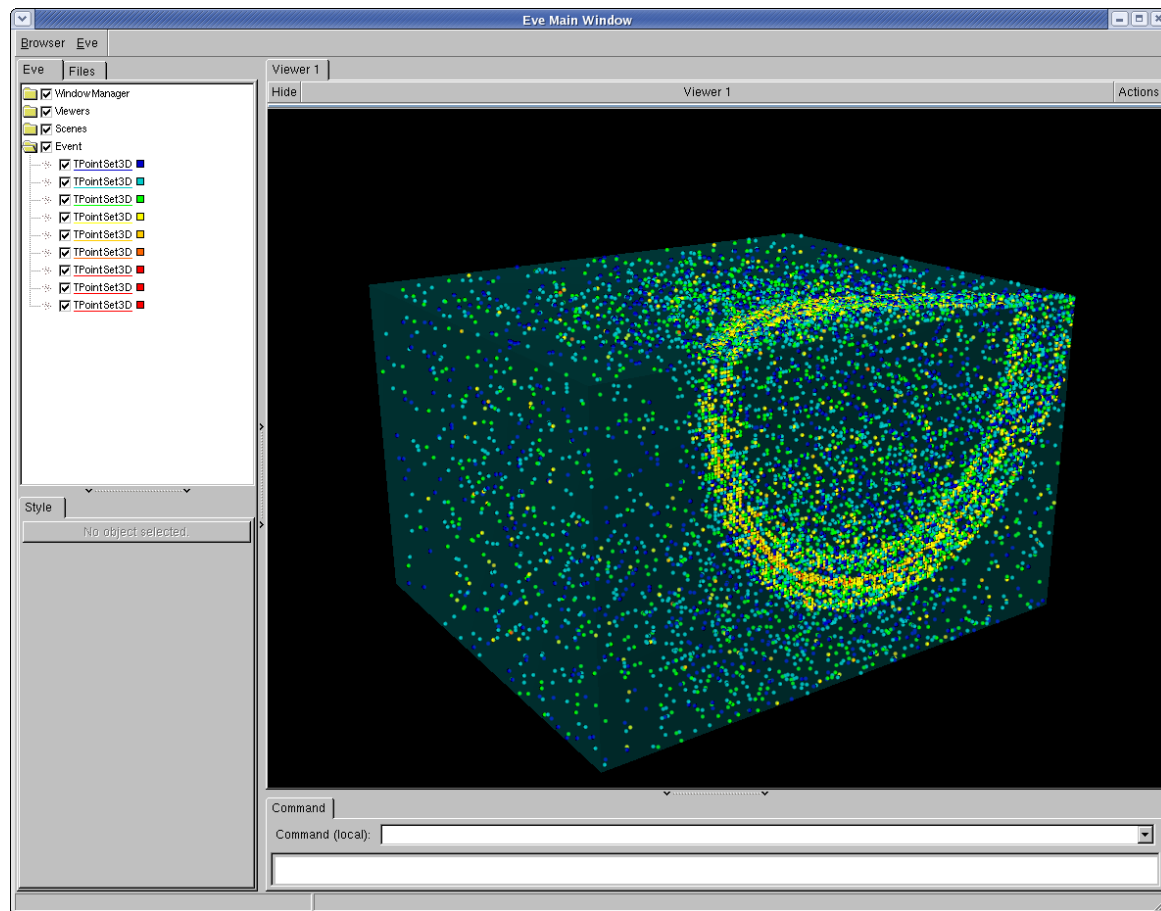 Eve Main Window
Browser Eve
Eve Files
WindowManager
Viewers
Scenes
Event
TPointSet3D
TPointSet3D
TPointSet3D
TPointSet3D
TPointSet3D
TPointSet3D
TPointSet3D
TPointSet3D
TPointSet3D
Style
No object selected.
Viewer 1
Hide Viewer 1 Actions
Command
Command (local):